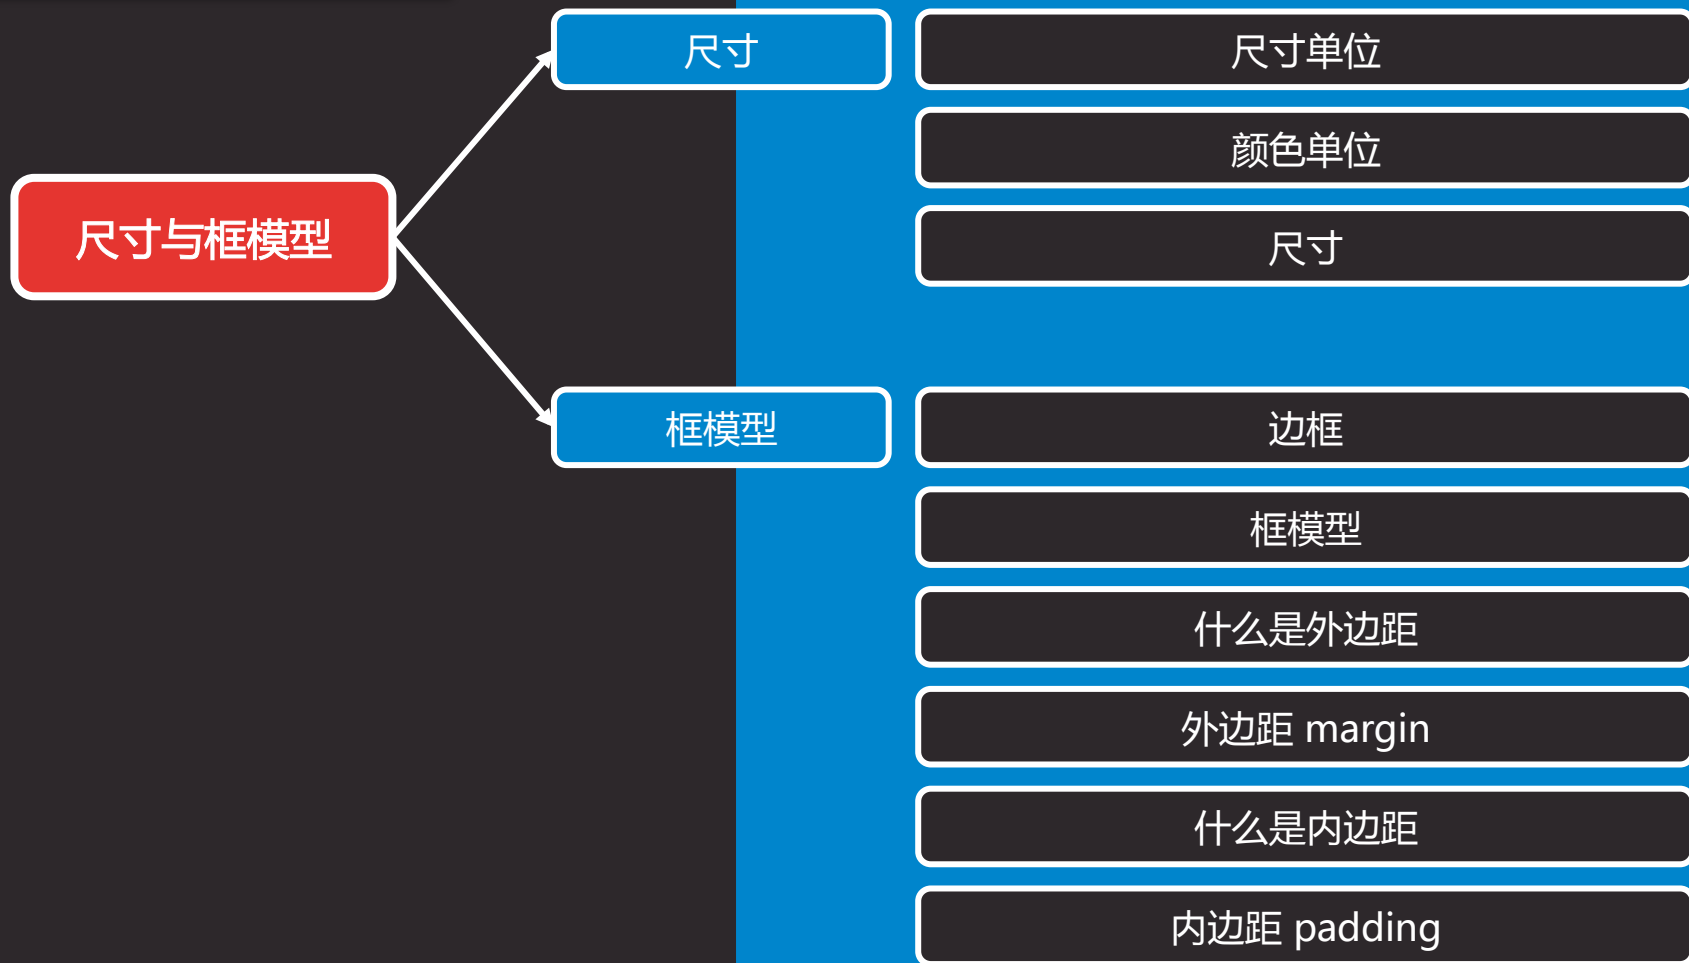 尺寸与框模型
尺寸
尺寸单位
颜色单位
尺寸
框模型
边框
框模型
什么是外边距
外边距 margin
什么是内边距
内边距 padding